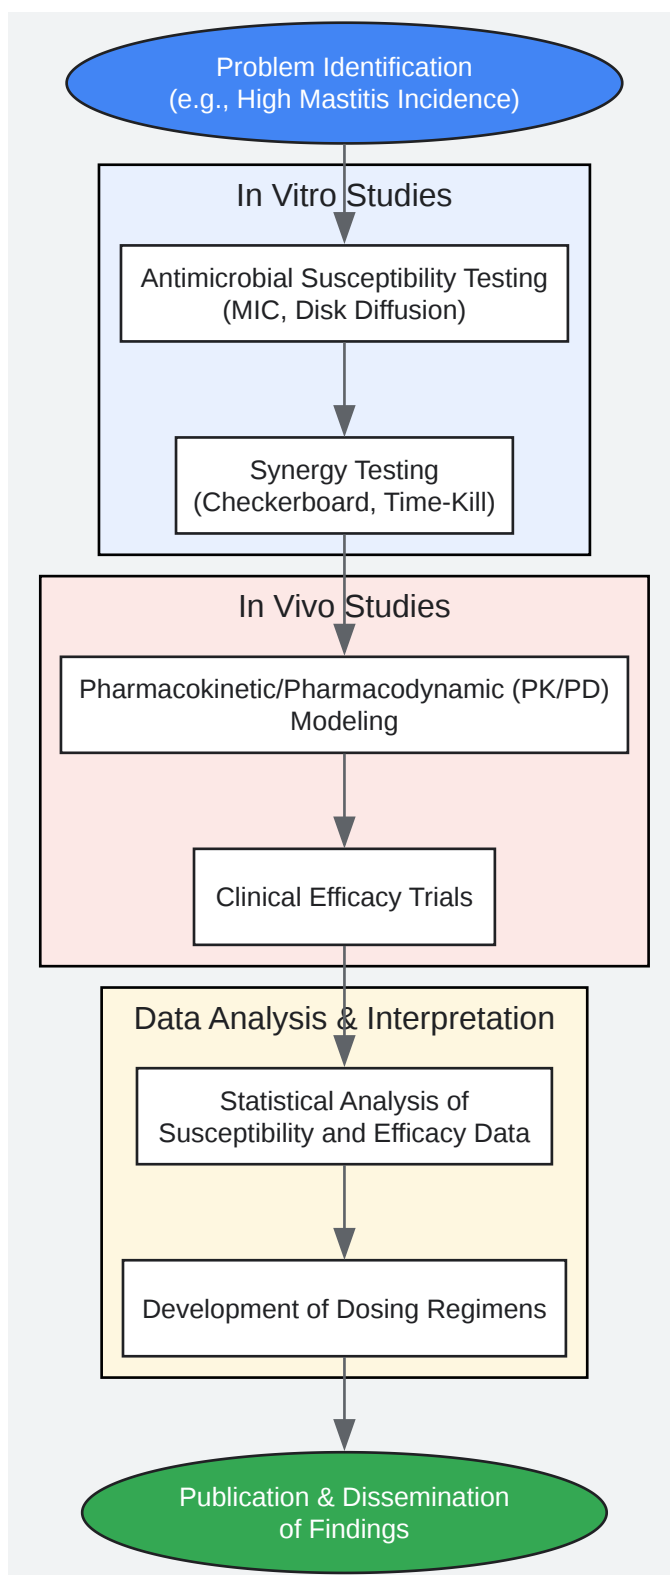 Problem Identification
(e.g., High Mastitis Incidence)
In Vitro Studies
Antimicrobial Susceptibility Testing
(MIC, Disk Diffusion)
Synergy Testing
(Checkerboard, Time-Kill)
In Vivo Studies
Pharmacokinetic/Pharmacodynamic (PK/PD)
Modeling
Clinical Efficacy Trials
Data Analysis & Interpretation
Statistical Analysis of
Susceptibility and Efficacy Data
Development of Dosing Regimens
Publication & Dissemination
of Findings